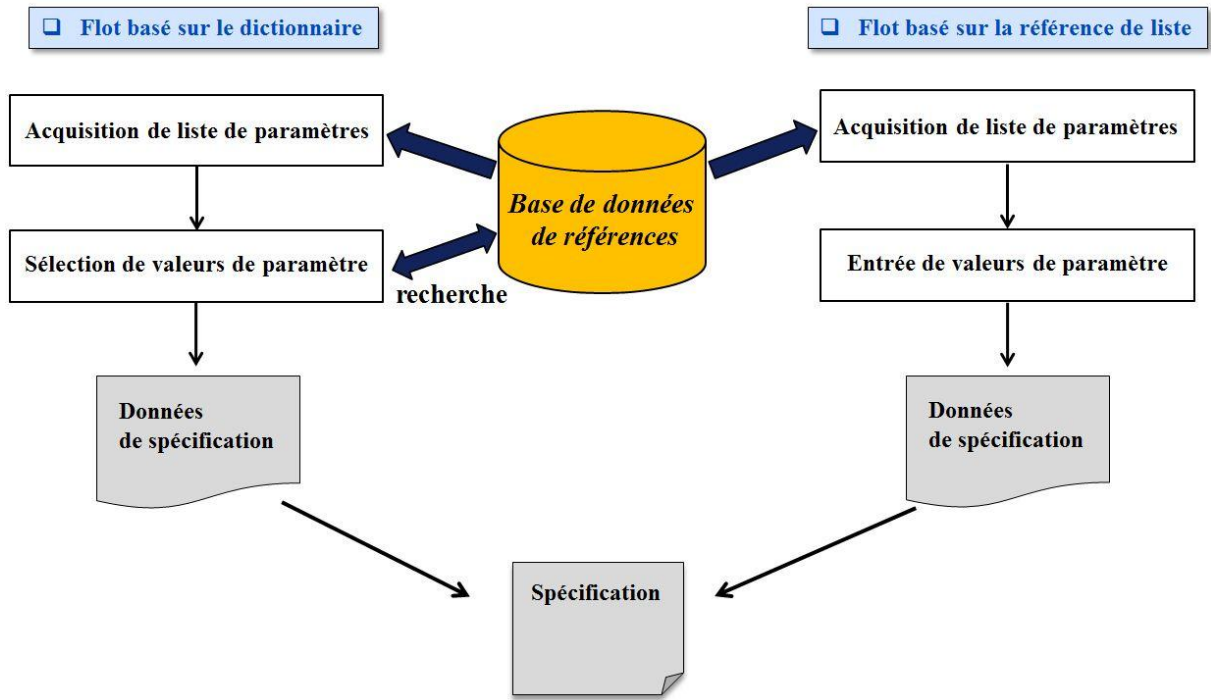 Flot basé sur le dictionnaire
Flot basé sur la référence de liste
Acquisition de liste de paramètres
Base de données
de références
Acquisition de liste de paramètres
Sélection de valeurs de paramètre
recherche
Entrée de valeurs de paramètre
Données
de spécification
Données
de spécification
Spécification